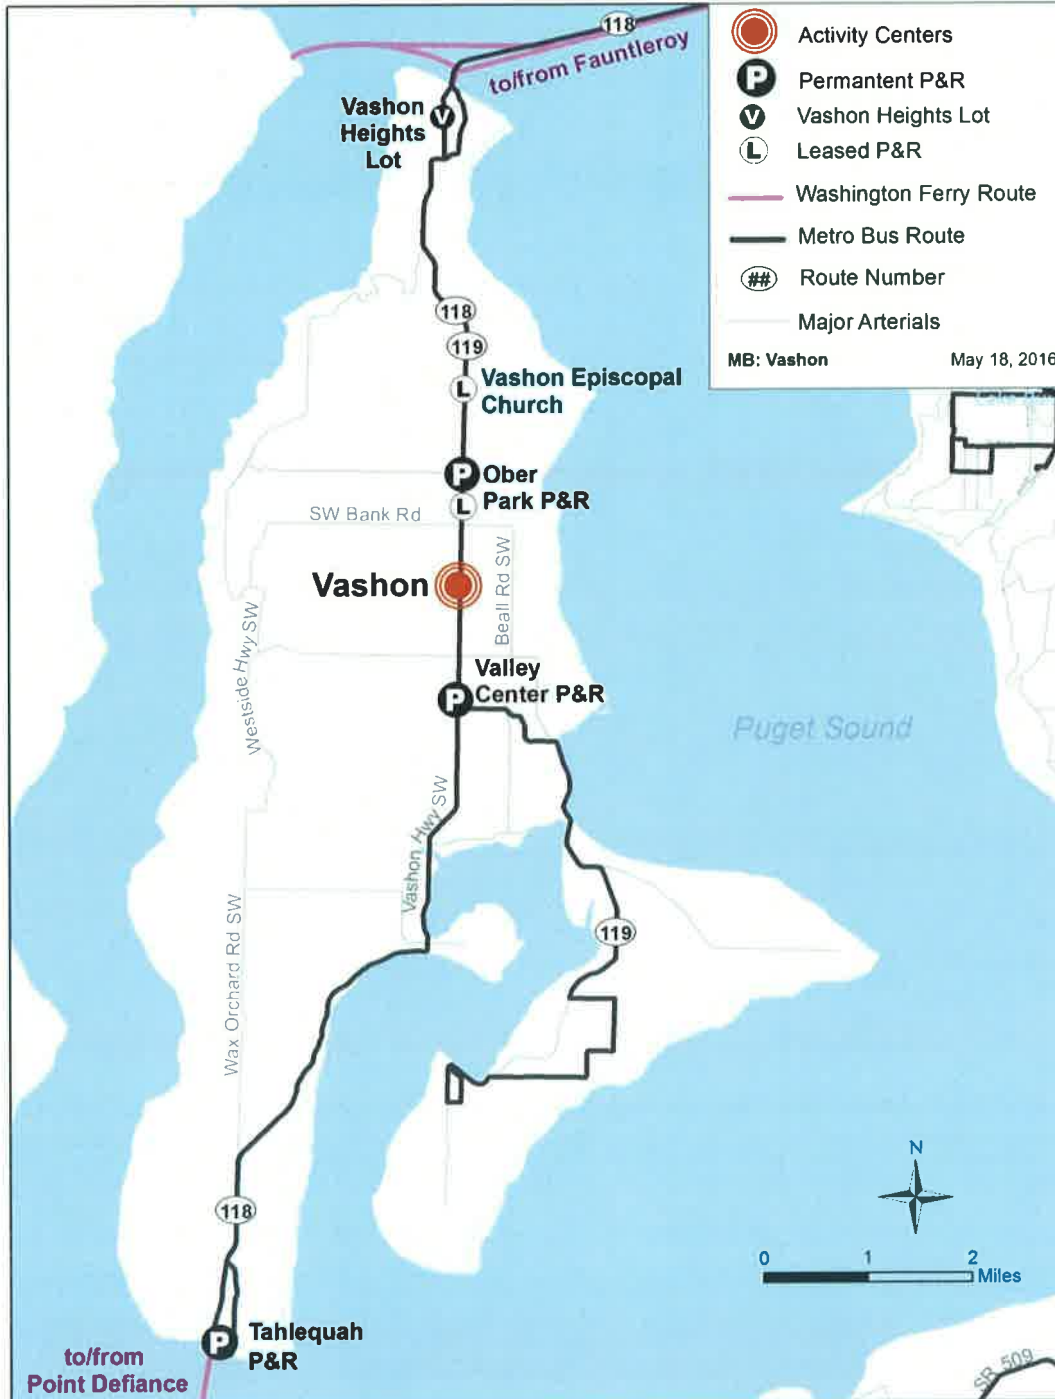 118
to/from Fauntleroy
Activity Centers
P
Permantent P&R
V
Vashon Heights Lot
L
Leased P&R
Washington Ferry Route
Metro Bus Route
##
Route Number
Major Arterials
MB: Vashon
May 18, 2016
Vashon
Heights
Lot
V
118
119
L
Vashon Episcopal
Church
P
Ober
Park P&R
L
SW Bank Rd
Beall Rd SW
Vashon
Westside Hwy SW
Valley
Center P&R
P
Puget Sound
Vashon Hwy SW
119
Wax Orchard Rd SW
N
118
0 1 2
Miles
P
Tahlequah
P&R
to/from
Point Defiance
SR 509